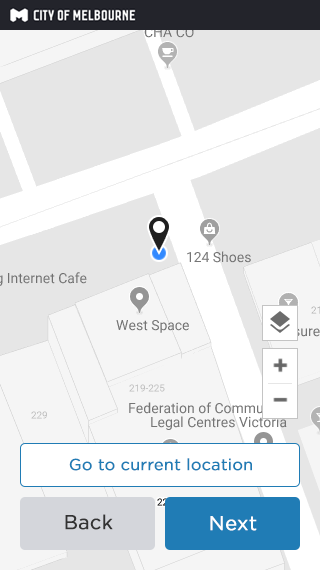 CITY OF MELBOURNE
CHA CO
124 Shoes
g Internet Cafe
West Space
219-225
Federation of Commu
Legal Centres Victoria
229
Go to current location
Back
Next